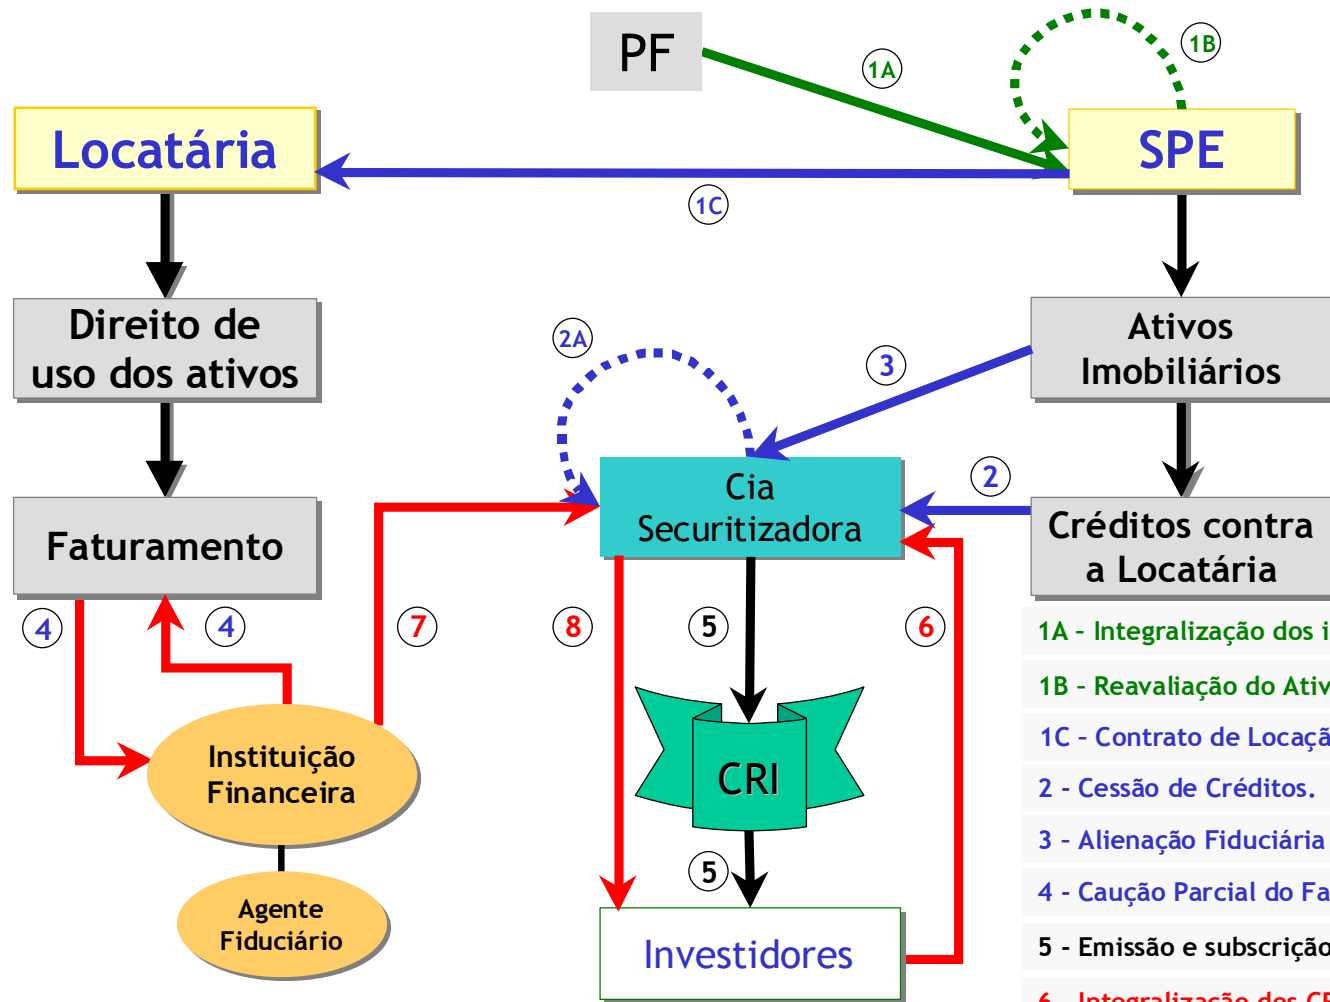 PF
1A
1B
Locatária
SPE
1C
Direito de
uso dos ativos
Ativos
Imobiliários
2A
3
Cia
Securitizadora
2
Faturamento
Créditos contra
a Locatária
4
4
7
8
5
6
1A – Integralização dos
1B – Reavaliação do
1C – Contrato de
2 - Cessão de Créditos.
3 – Alienação Fiduciária
4 - Caução Parcial do
5 - Emissão e subscrição
6 - Integralização dos
Instituição
Financeira
CRI
5
Agente
Fiduciário
Investidores